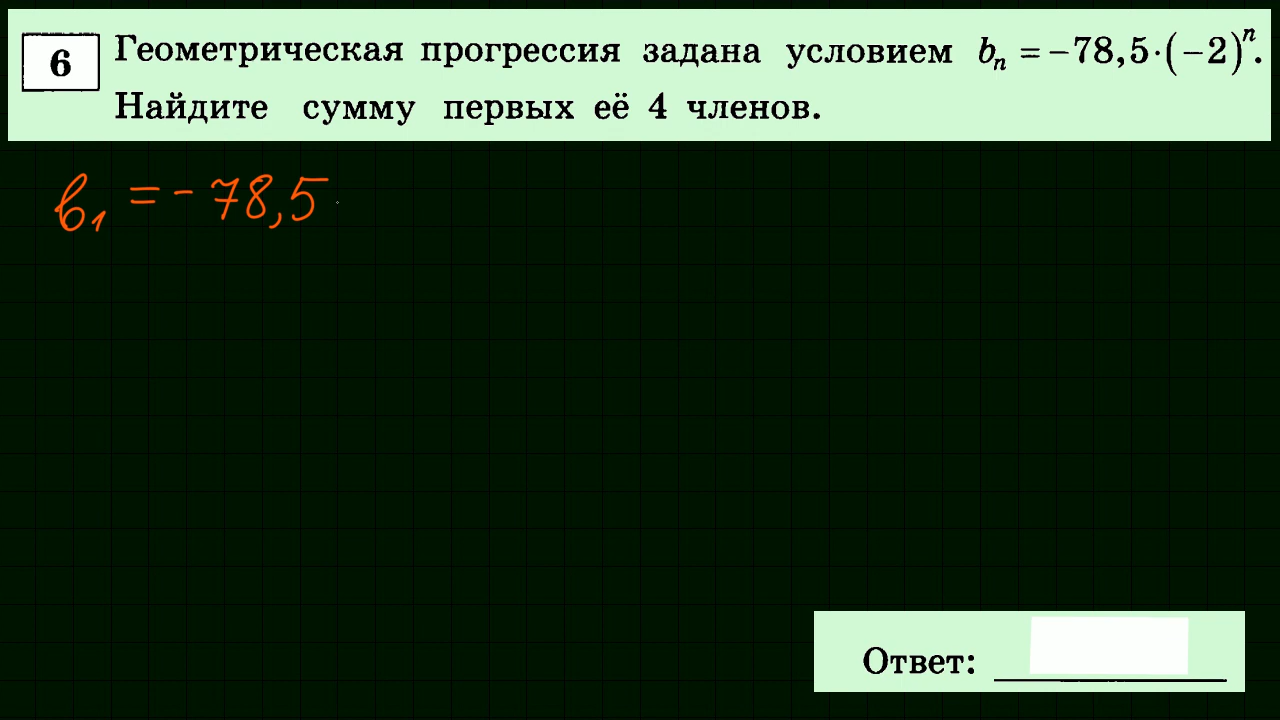 6
Геометрическая прогрессия задана условием bₙ = −78,5·(−2)ⁿ.
Найдите сумму первых её 4 членов.
b₁ = −78,5
Ответ: